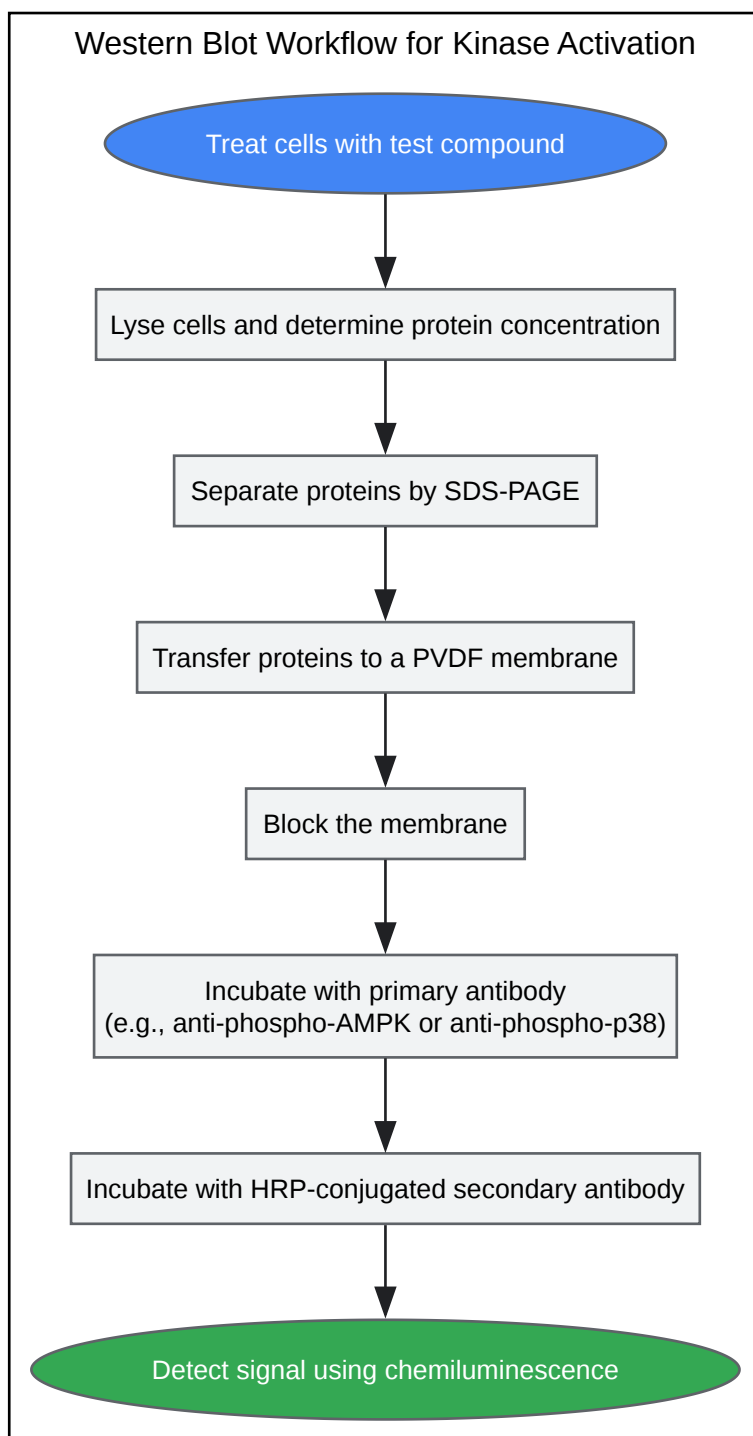 Western Blot Workflow for Kinase Activation
Treat cells with test compound
Lyse cells and determine protein concentration
Separate proteins by SDS-PAGE
Transfer proteins to a PVDF membrane
Block the membrane
Incubate with primary antibody
(e.g., anti-phospho-AMPK or anti-phospho-p38)
Incubate with HRP-conjugated secondary antibody
Detect signal using chemiluminescence